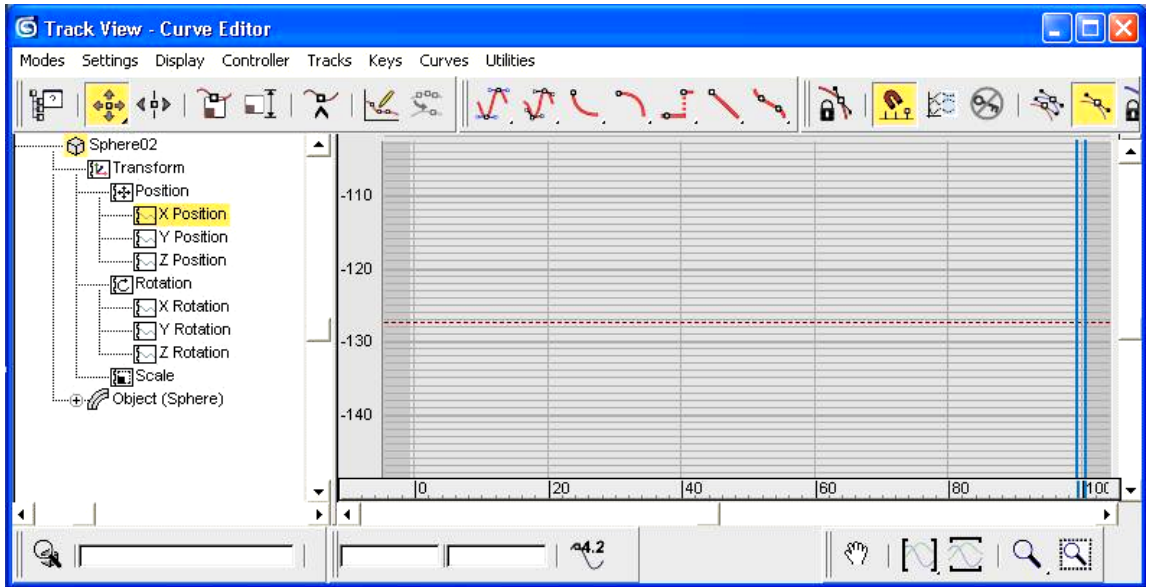 Track View - Curve Editor
Modes Settings Display Controller Tracks Keys Curves Utilities
Sphere02
Transform
Position
X Position
Y Position
Z Position
Rotation
X Rotation
Y Rotation
Z Rotation
Scale
Object (Sphere)
-110
-120
-130
-140
0 20 40 60 80 100
4.2